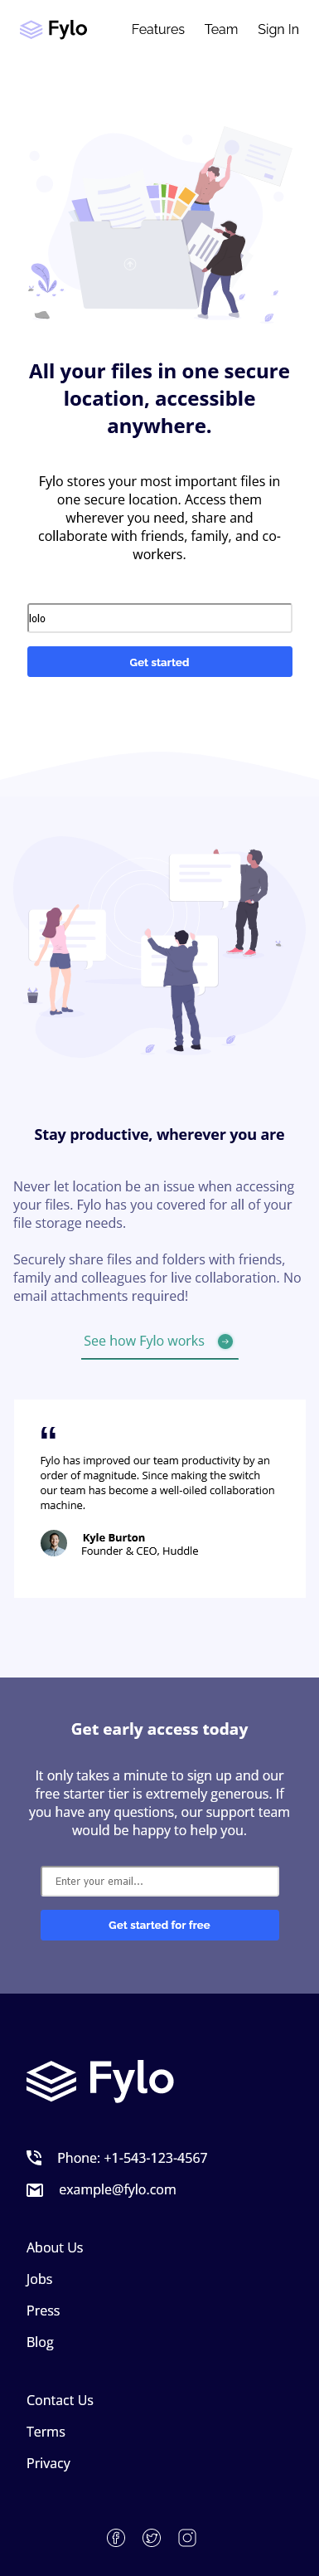 Fylo Features Team Sign In
All your files in one secure
location, accessible
anywhere.
Fylo stores your most important files in
one secure location. Access them
wherever you need, share and
collaborate with friends, family, and co-
workers.
lolo
Get started
Stay productive, wherever you are
Never let location be an issue when accessing
your files. Fylo has you covered for all of your
file storage needs.
Securely share files and folders with friends,
family and colleagues for live collaboration. No
email attachments required!
See how Fylo works
“
Fylo has improved our team productivity by an
order of magnitude. Since making the switch
our team has become a well-oiled collaboration
machine.
Kyle Burton
Founder & CEO, Huddle
Get early access today
It only takes a minute to sign up and our
free starter tier is extremely generous. If
you have any questions, our support team
would be happy to help you.
Enter your email...
Get started for free
Fylo
Phone: +1-543-123-4567
example@fylo.com
About Us
Jobs
Press
Blog
Contact Us
Terms
Privacy